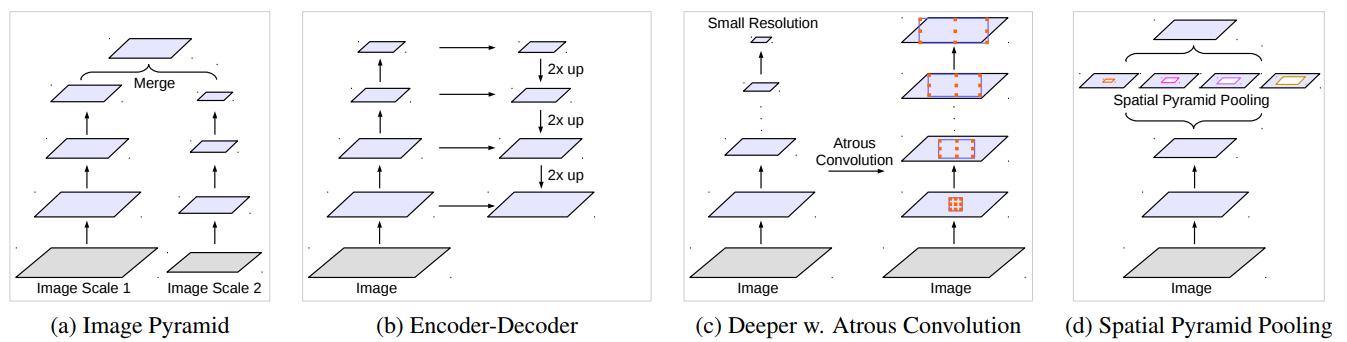 Merge
Image Scale 1
Image Scale 2
(a) Image Pyramid
2x up
2x up
2x up
Image
(b) Encoder-Decoder
Small Resolution
Atrous
Convolution
Image
Image
(c) Deeper w. Atrous Convolution
Spatial Pyramid Pooling
Image
(d) Spatial Pyramid Pooling